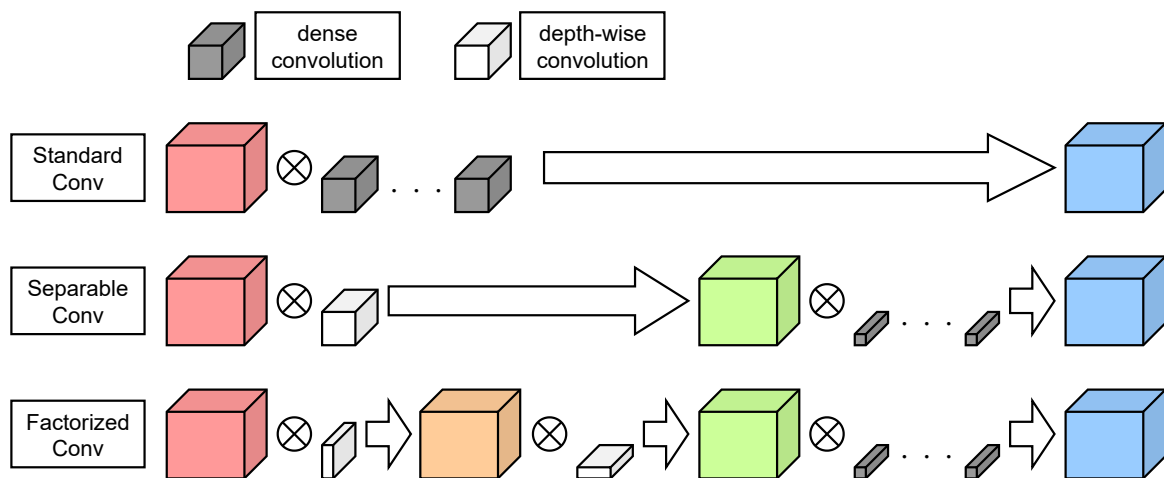 dense
convolution
depth-wise
convolution
Standard
Conv
. . .
Separable
Conv
. . .
Factorized
Conv
. . .